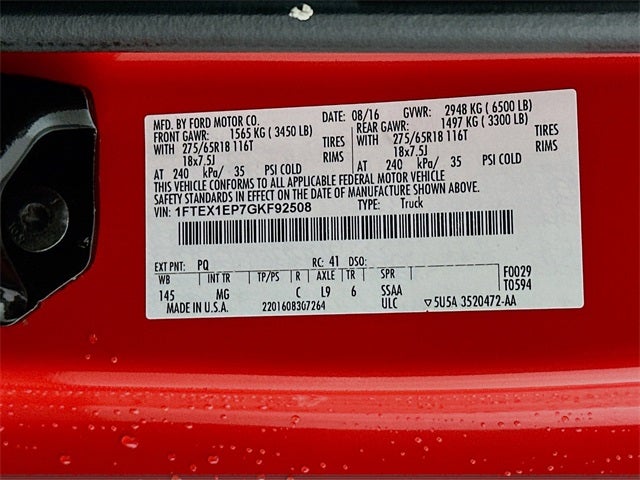 MFD. BY FORD MOTOR CO. DATE: 08/16 GVWR: 2948 KG ( 6500 LB)
FRONT GAWR: 1565 KG ( 3450 LB) REAR GAWR: 1497 KG ( 3300 LB)
WITH 275/65R18 116T TIRES WITH 275/65R18 116T TIRES
18x7.5J RIMS 18x7.5J RIMS
AT 240 kPa/ 35 PSI COLD AT 240 kPa/ 35 PSI COLD
THIS VEHICLE CONFORMS TO ALL APPLICABLE FEDERAL MOTOR VEHICLE
SAFETY STANDARDS IN EFFECT ON THE DATE OF MANUFACTURE SHOWN ABOVE.
VIN: 1FTEX1EP7GKF92508 TYPE: Truck
EXT PNT: PQ RC: 41 DSO: F0029
WB INT TR TP/PS R AXLE TR SPR T0594
145 MG C L9 6 SSAA
MADE IN U.S.A. 2201608307264 ULC ▽5U5A 3520472-AA